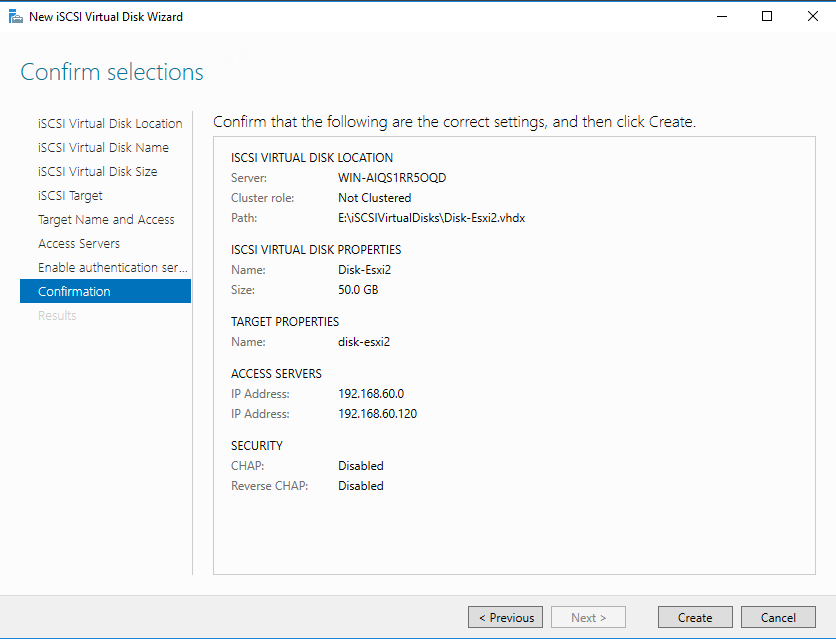 New iSCSI Virtual Disk Wizard
Confirm selections
iSCSI Virtual Disk Location
iSCSI Virtual Disk Name
iSCSI Virtual Disk Size
iSCSI Target
Target Name and Access
Access Servers
Enable authentication ser...
Confirmation
Results
Confirm that the following are the correct settings, and then click Create.
ISCSI VIRTUAL DISK LOCATION
Server: WIN-AIQS1RR5OQD
Cluster role: Not Clustered
Path: E:\iSCSIVirtualDisks\Disk-Esxi2.vhdx
ISCSI VIRTUAL DISK PROPERTIES
Name: Disk-Esxi2
Size: 50.0 GB
TARGET PROPERTIES
Name: disk-esxi2
ACCESS SERVERS
IP Address: 192.168.60.0
IP Address: 192.168.60.120
SECURITY
CHAP: Disabled
Reverse CHAP: Disabled
< Previous
Next >
Create
Cancel